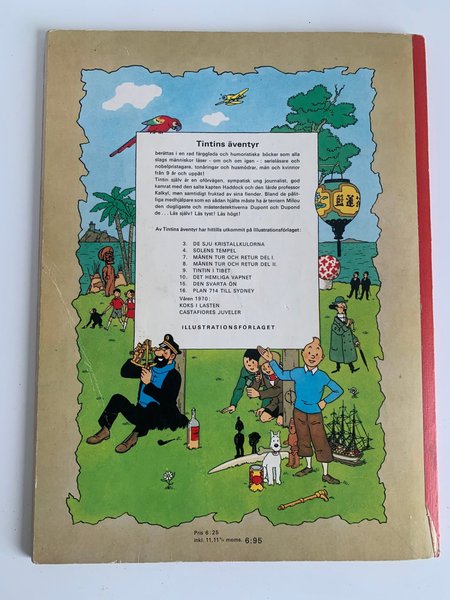 Tintins äventyr
berättas i en rad färgglada och humoristiska böcker som alla
slags människor läser - om och om igen - : serieläsare och
nobelpristagare, tonåringar och husmödrar, män och kvinnor
från 9 år och uppåt!
Tintin själv är en oförvägen, sympatisk ung journalist, god
kamrat med den salte kapten Haddock och den lärde professor
Kalkyl, men samtidigt fruktad av sina fiender. Bland de pålit-
liga medhjälpare som en sådan hjälte måste ha är terriern Milou
den dugligaste och mästerdetektiverna Dupont och Dupond
de . . . Läs själv! Läs tyst! Läs högt!
Av Tintins äventyr har hittills utkommit på Illustrationsförlaget:
3. DE SJU KRISTALLKULORNA
4. SOLENS TEMPEL
7. MÅNEN TUR OCH RETUR DEL I.
8. MÅNEN TUR OCH RETUR DEL II.
9. TINTIN I TIBET
10. DET HEMLIGA VAPNET
15. DEN SVARTA ÖN
16. PLAN 714 TILL SYDNEY
Våren 1970:
KOKS I LASTEN
CASTAFIORES JUVELER
ILLUSTRATIONSFÖRLAGET
Pris 6:25
inkl. 11,11% moms. 6:95